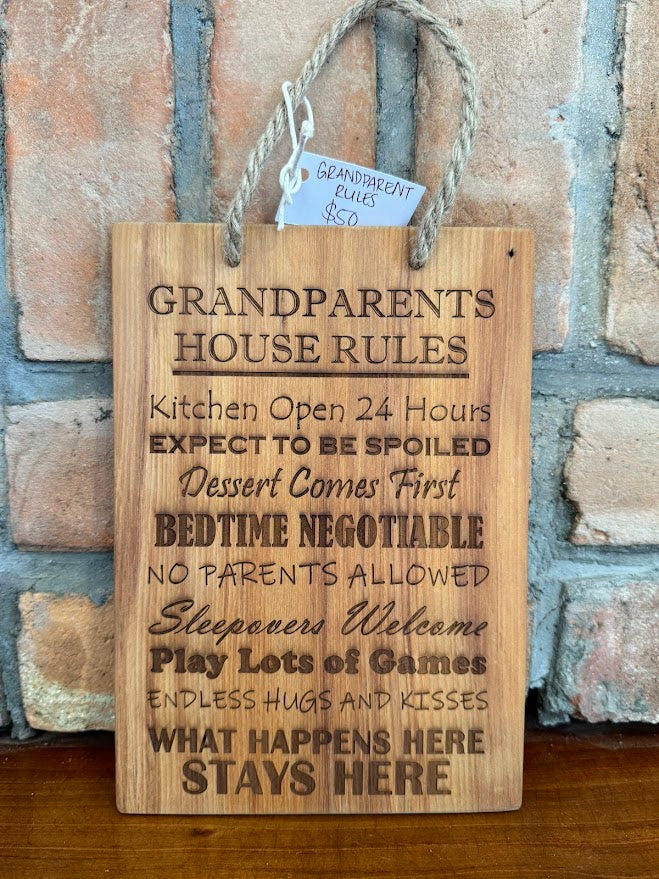 GRANDPARENT
RULES
$50
GRANDPARENTS
HOUSE RULES
Kitchen Open 24 Hours
EXPECT TO BE SPOILED
Dessert Comes First
BEDTIME NEGOTIABLE
NO PARENTS ALLOWED
Sleepovers Welcome
Play Lots of Games
ENDLESS HUGS AND KISSES
WHAT HAPPENS HERE
STAYS HERE